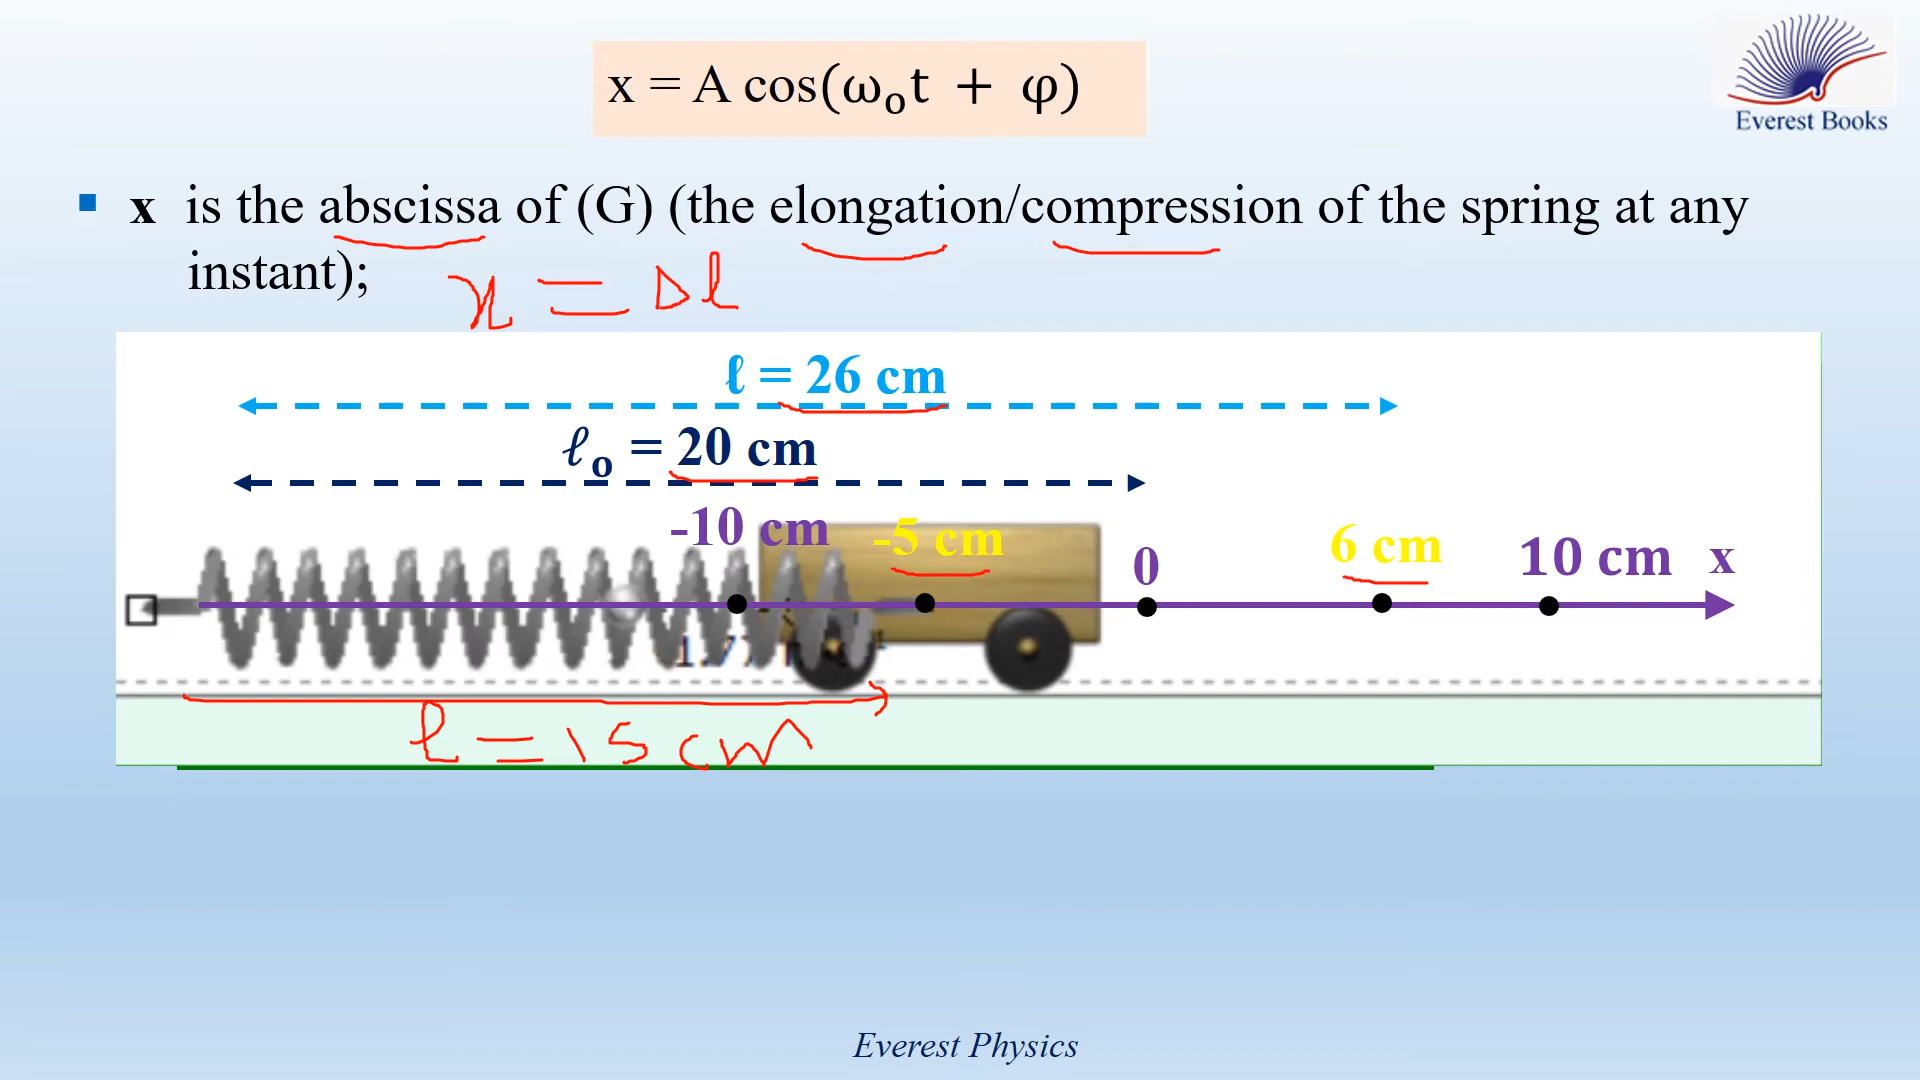 x = A cos(ω₀t + φ)
Everest Books
▪ x is the abscissa of (G) (the elongation/compression of the spring at any
instant);
x = Δℓ
ℓ = 26 cm
ℓ₀ = 20 cm
-10 cm -5 cm 0 6 cm 10 cm x
ℓ = 15 cm
Everest Physics